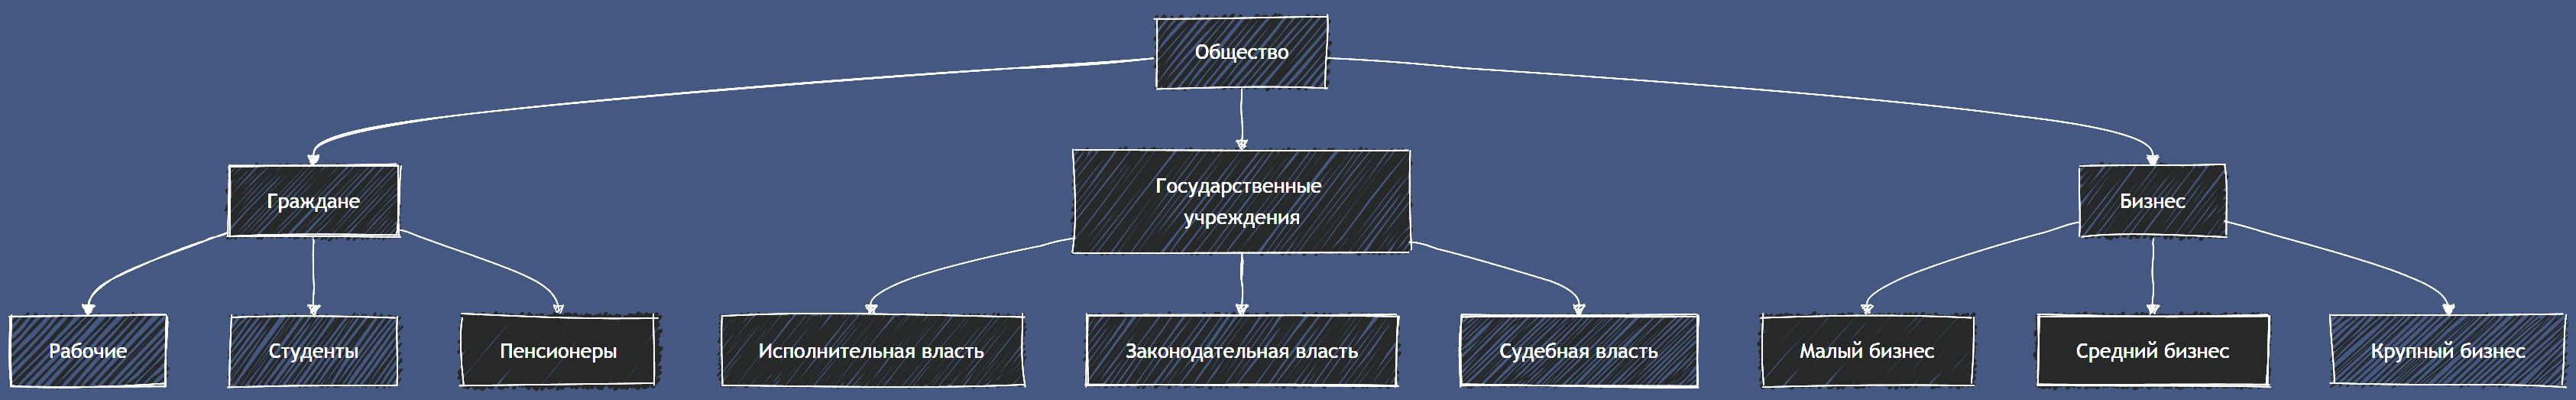 Общество
Граждане
Государственные
учреждения
Бизнес
Рабочие
Студенты
Пенсионеры
Исполнительная власть
Законодательная власть
Судебная власть
Малый бизнес
Средний бизнес
Крупный бизнес